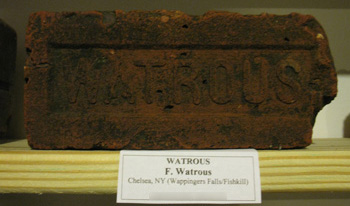 WATROUS
WATROUS
F. Watrous
Chelsea, NY (Wappingers Falls/Fishkill)